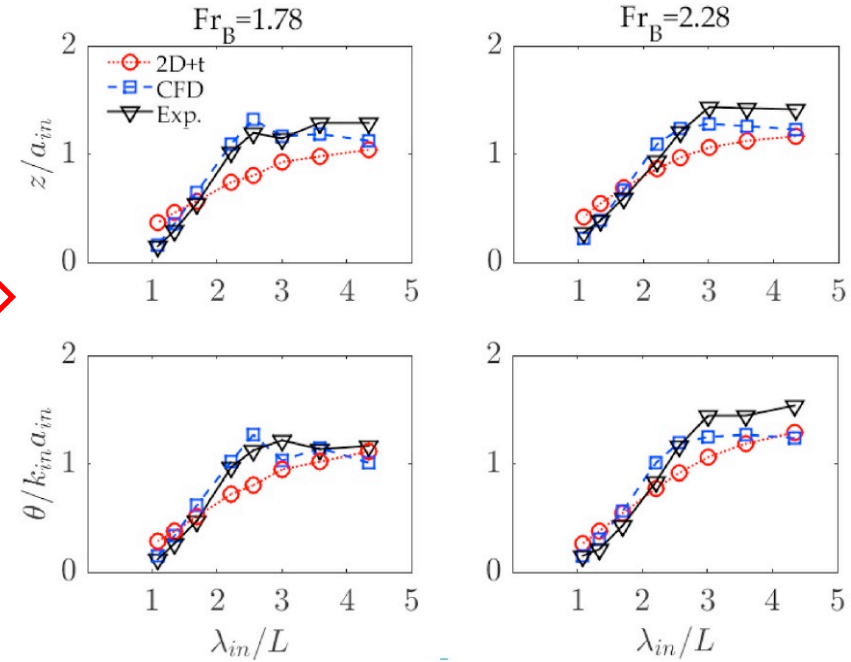 Fr_B=1.78
Fr_B=2.28
2
1
0
z/a_in
2D+t
CFD
Exp.
1 2 3 4 5
2
1
0
1 2 3 4 5
2
1
0
θ/k_in a_in
1 2 3 4 5
λ_in/L
2
1
0
1 2 3 4 5
λ_in/L